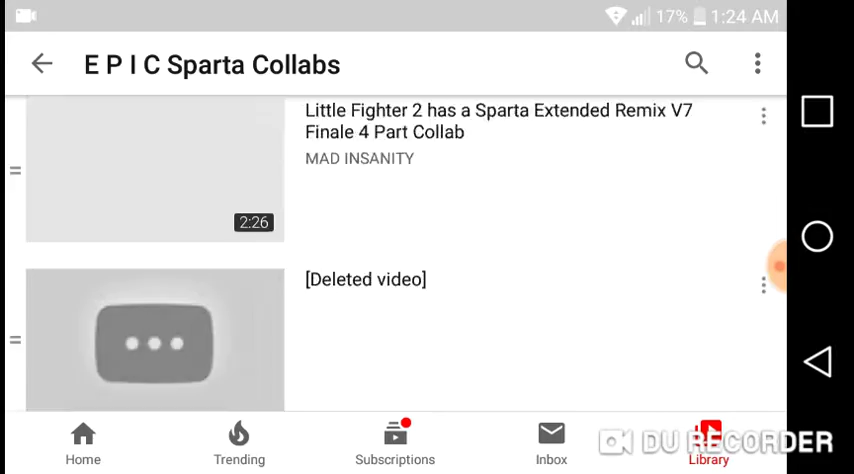 17% 1:24 AM
E P I C Sparta Collabs
Little Fighter 2 has a Sparta Extended Remix V7
Finale 4 Part Collab
MAD INSANITY
2:26
[Deleted video]
Home Trending Subscriptions Inbox Library
DU RECORDER